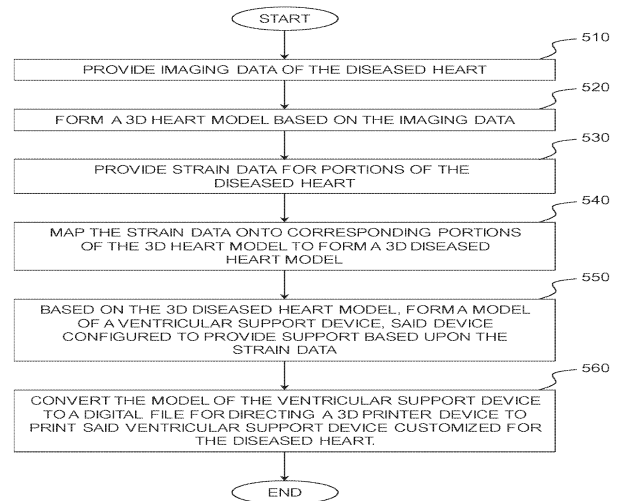 START
510
PROVIDE IMAGING DATA OF THE DISEASED HEART
520
FORM A 3D HEART MODEL BASED ON THE IMAGING DATA
530
PROVIDE STRAIN DATA FOR PORTIONS OF THE
DISEASED HEART
540
MAP THE STRAIN DATA ONTO CORRESPONDING PORTIONS
OF THE 3D HEART MODEL TO FORM A 3D DISEASED
HEART MODEL
550
BASED ON THE 3D DISEASED HEART MODEL, FORM A MODEL
OF A VENTRICULAR SUPPORT DEVICE, SAID DEVICE
CONFIGURED TO PROVIDE SUPPORT BASED UPON THE
STRAIN DATA
560
CONVERT THE MODEL OF THE VENTRICULAR SUPPORT DEVICE
TO A DIGITAL FILE FOR DIRECTING A 3D PRINTER DEVICE TO
PRINT SAID VENTRICULAR SUPPORT DEVICE CUSTOMIZED FOR
THE DISEASED HEART.
END